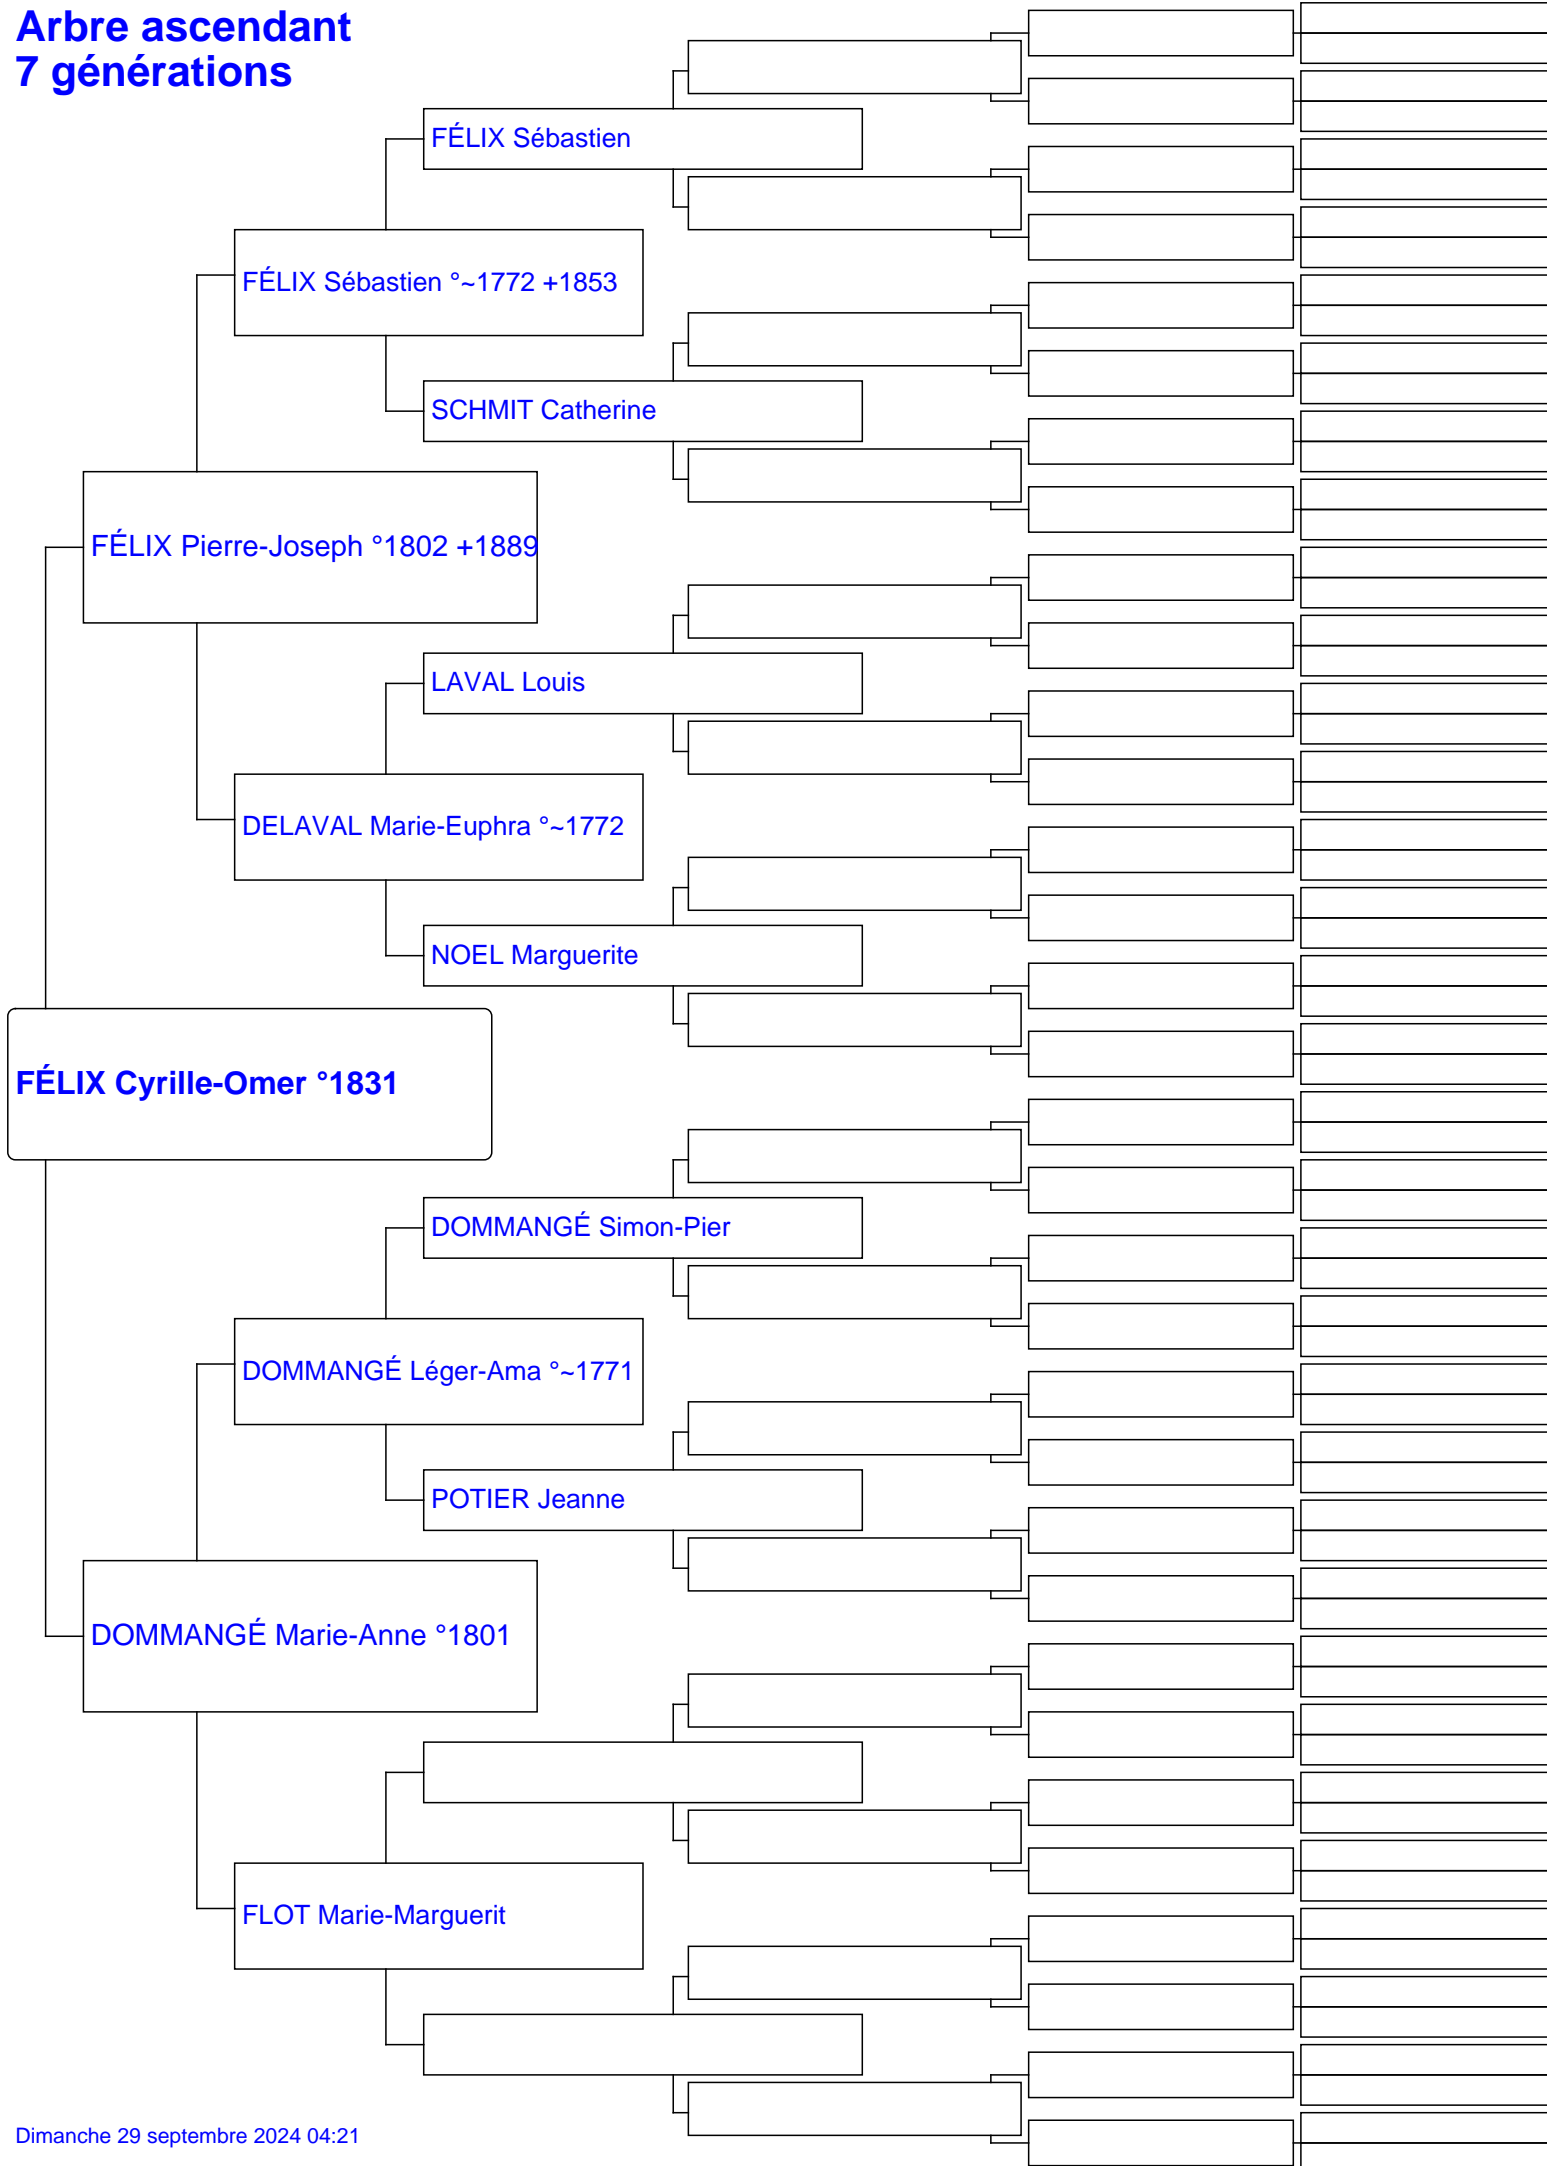 Arbre ascendant
7 générations
FÉLIX Sébastien
FÉLIX Sébastien °~1772 +1853
SCHMIT Catherine
FÉLIX Pierre-Joseph °1802 +1889
LAVAL Louis
DELAVAL Marie-Euphra °~1772
NOEL Marguerite
FÉLIX Cyrille-Omer °1831
DOMMANGÉ Simon-Pier
DOMMANGÉ Léger-Ama °~1771
POTIER Jeanne
DOMMANGÉ Marie-Anne °1801
FLOT Marie-Marguerit
Dimanche 29 septembre 2024 04:21